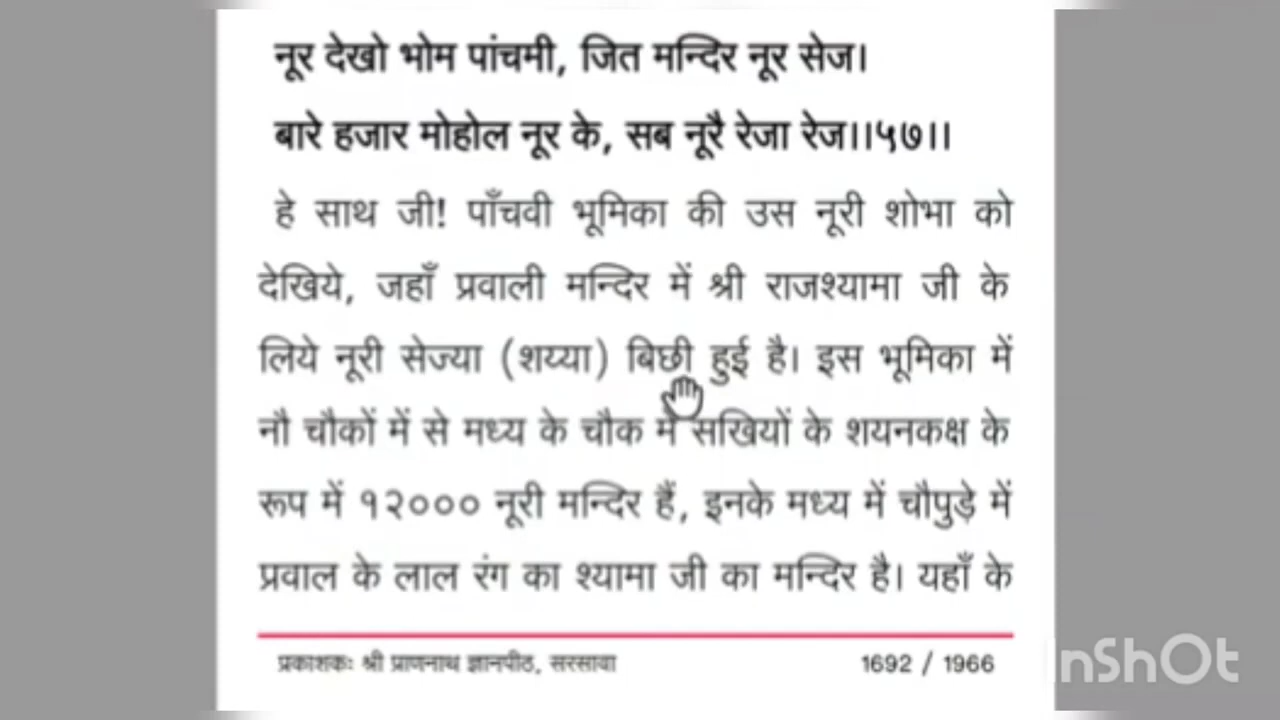 नूर देखो भोम पांचमी, जित मन्दिर नूर सेज।
बारे हजार मोहोल नूर के, सब नूरै रेजा रेज।।५७।।
हे साथ जी! पाँचवी भूमिका की उस नूरी शोभा को
देखिये, जहाँ प्रवाली मन्दिर में श्री राजश्यामा जी के
लिये नूरी सेज्या (शय्या) बिछी हुई है। इस भूमिका में
नौ चौकों में से मध्य के चौक में सखियों के शयनकक्ष के
रूप में १२००० नूरी मन्दिर हैं, इनके मध्य में चौपुड़े में
प्रवाल के लाल रंग का श्यामा जी का मन्दिर है। यहाँ के
प्रकाशकः श्री प्राणनाथ ज्ञानपीठ, सरसावा 1692 / 1966
InShOt